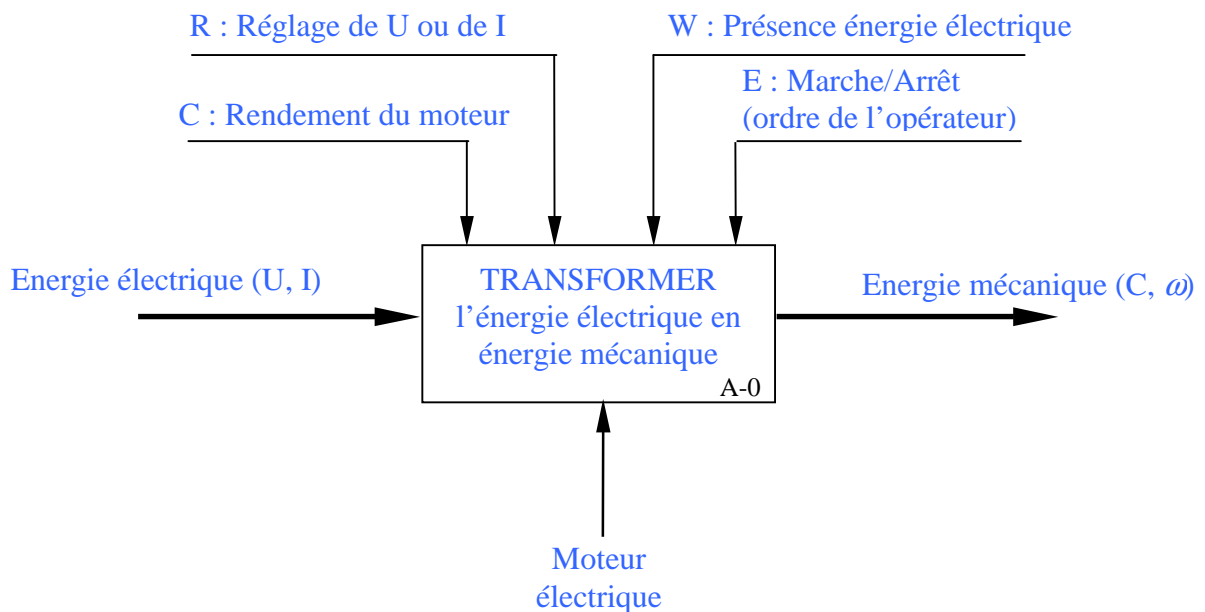 R : Réglage de U ou de I
W : Présence énergie électrique
C : Rendement du moteur
E : Marche/Arrêt
(ordre de l’opérateur)
Energie électrique (U, I)
TRANSFORMER
l’énergie électrique en
énergie mécanique
A-0
Energie mécanique (C, ω)
Moteur
électrique